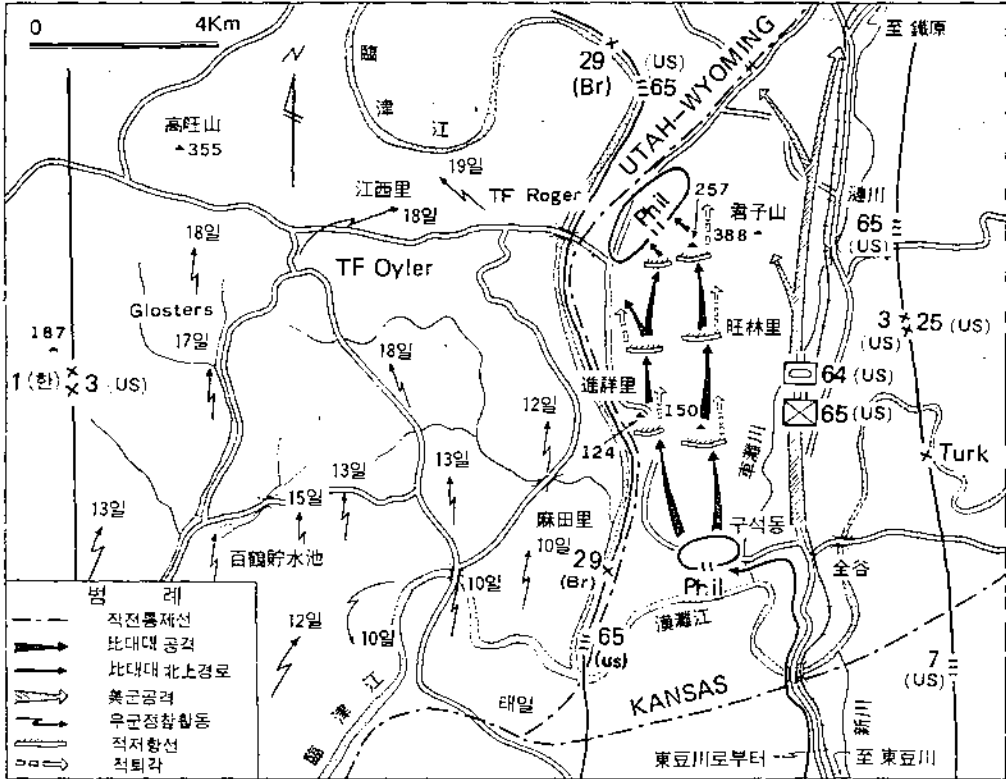 0 4Km
N
臨
津
江
高旺山
355
江西里
19일
18일
TF Roger
TF Oyler
18일
Glosters
17일
187
1 (한) 3 (US)
18일
12일
13일
13일
15일
13일
百鶴貯水池
29
(Br)
(US)
65
UTAH-WYOMING
至 鐵原
Phil
257
君子山
388
漣川
65
(US)
旺林里
3
(US)
25 (US)
64 (US)
65 (US)
進詳里
150
124
車灘川
Turk
구석동
全谷
Phil
麻田里
10일
29
(Br)
10일
12일
10일
漢灘江
65
(us)
7
(US)
태일
KANSAS
臨
津
江
新川
東豆川로부터
至 東豆川
범 례
작전통제선
比대대 공격
比대대 北上경로
美군공격
우군정찰활동
적저항선
적퇴각